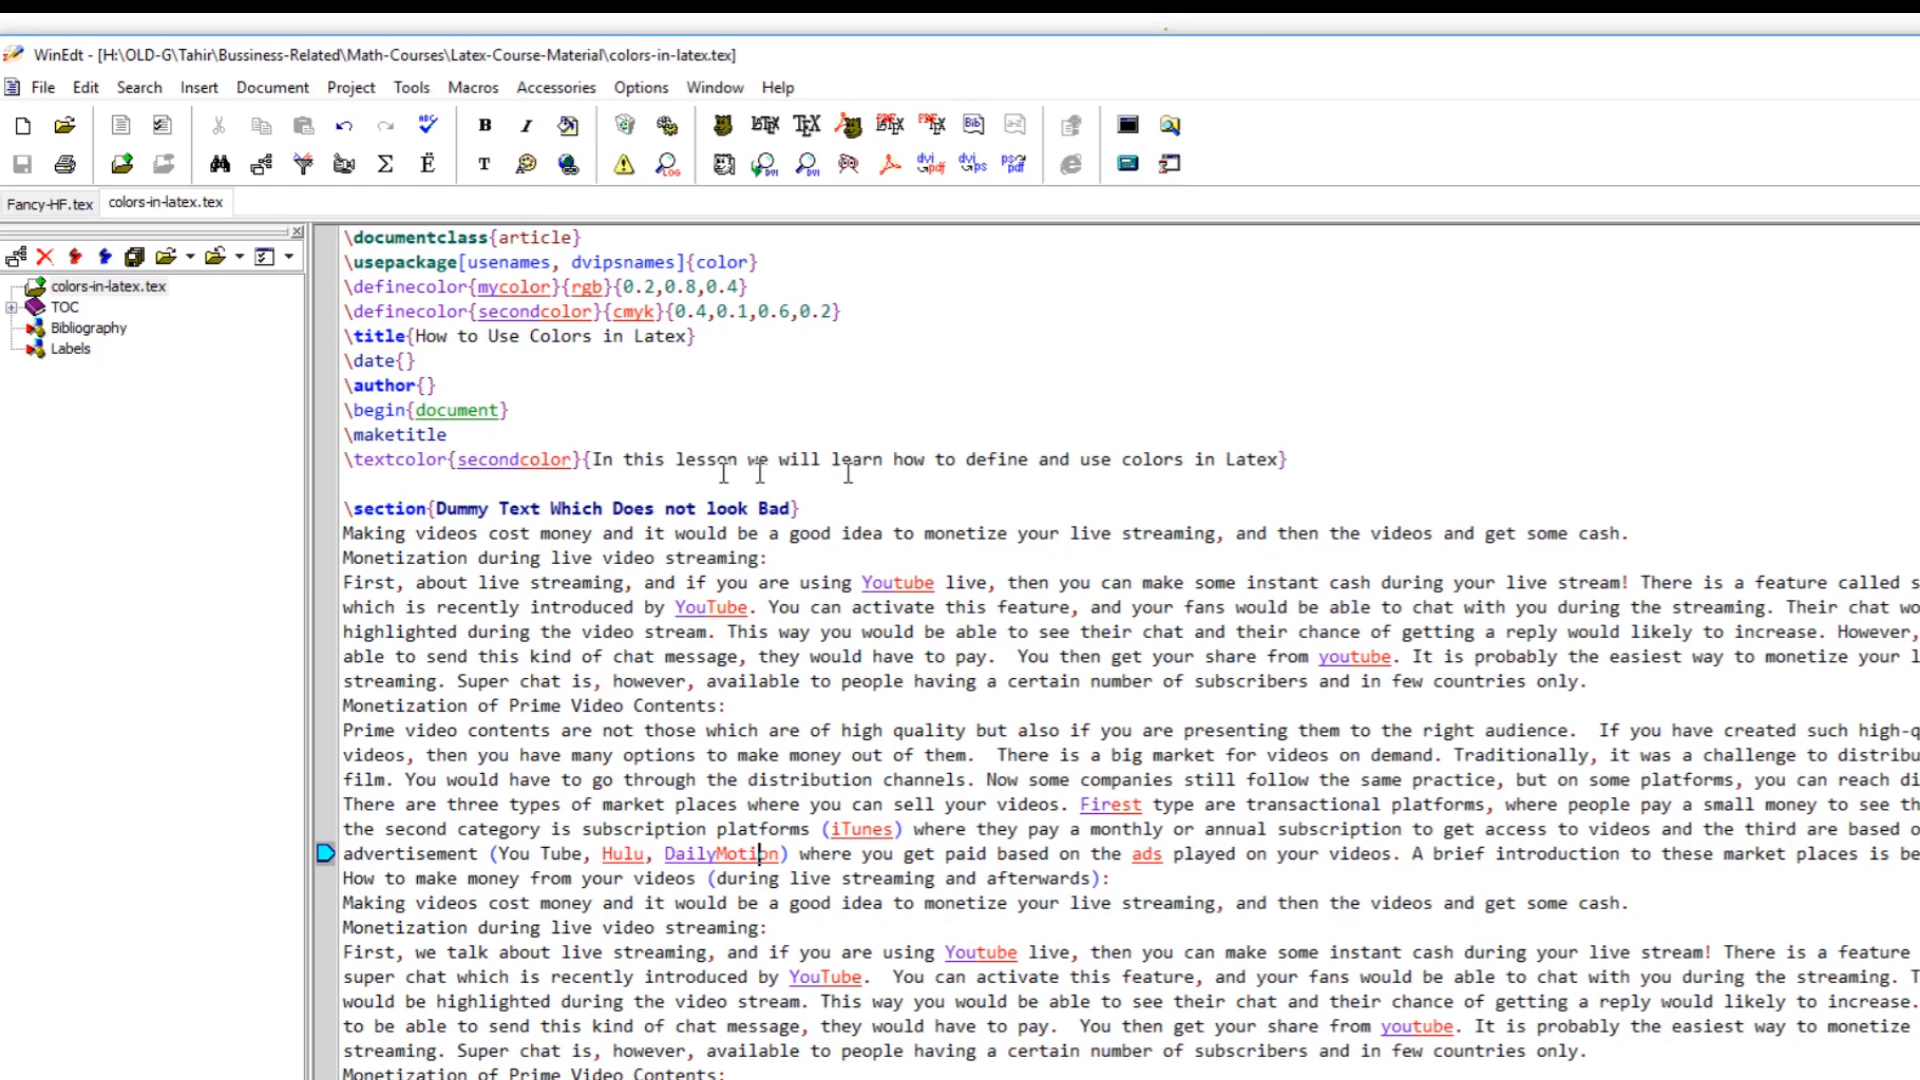 WinEdt - [H:\OLD-G\Tahir\Bussiness-Related\Math-Courses\Latex-Course-Material\colors-in-latex.tex]
File Edit Search Insert Document Project Tools Macros Accessories Options Window Help
Fancy-HF.tex colors-in-latex.tex
colors-in-latex.tex
TOC
Bibliography
Labels
\documentclass{article}
\usepackage[usenames, dvipsnames]{color}
\definecolor{mycolor}{rgb}{0.2,0.8,0.4}
\definecolor{secondcolor}{cmyk}{0.4,0.1,0.6,0.2}
\title{How to Use Colors in Latex}
\date{}
\author{}
\begin{document}
\maketitle
\textcolor{secondcolor}{In this lesson we will learn how to define and use colors in Latex}
\section{Dummy Text Which Does not look Bad}
Making videos cost money and it would be a good idea to monetize your live streaming, and then the videos and get some cash.
Monetization during live video streaming:
First, about live streaming, and if you are using Youtube live, then you can make some instant cash during your live stream! There is a feature called s
which is recently introduced by YouTube. You can activate this feature, and your fans would be able to chat with you during the streaming. Their chat wo
highlighted during the video stream. This way you would be able to see their chat and their chance of getting a reply would likely to increase. However,
able to send this kind of chat message, they would have to pay.  You then get your share from youtube. It is probably the easiest way to monetize your l
streaming. Super chat is, however, available to people having a certain number of subscribers and in few countries only.
Monetization of Prime Video Contents:
Prime video contents are not those which are of high quality but also if you are presenting them to the right audience.  If you have created such high-q
videos, then you have many options to make money out of them.  There is a big market for videos on demand. Traditionally, it was a challenge to distribu
film. You would have to go through the distribution channels. Now some companies still follow the same practice, but on some platforms, you can reach di
There are three types of market places where you can sell your videos. Firest type are transactional platforms, where people pay a small money to see th
the second category is subscription platforms (iTunes) where they pay a monthly or annual subscription to get access to videos and the third are based o
advertisement (You Tube, Hulu, DailyMotion) where you get paid based on the ads played on your videos. A brief introduction to these market places is be
How to make money from your videos (during live streaming and afterwards):
Making videos cost money and it would be a good idea to monetize your live streaming, and then the videos and get some cash.
Monetization during live video streaming:
First, we talk about live streaming, and if you are using Youtube live, then you can make some instant cash during your live stream! There is a feature
super chat which is recently introduced by YouTube.  You can activate this feature, and your fans would be able to chat with you during the streaming. T
would be highlighted during the video stream. This way you would be able to see their chat and their chance of getting a reply would likely to increase.
to be able to send this kind of chat message, they would have to pay.  You then get your share from youtube. It is probably the easiest way to monetize
streaming. Super chat is, however, available to people having a certain number of subscribers and in few countries only.
Monetization of Prime Video Contents: